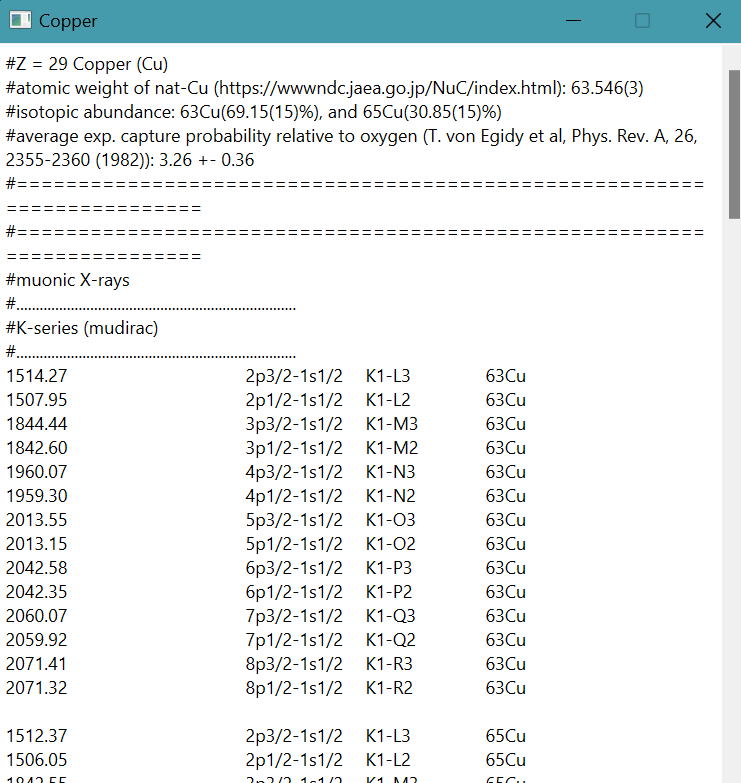 Copper
#Z = 29 Copper (Cu)
#atomic weight of nat-Cu (https://wwwndc.jaea.go.jp/NuC/index.html): 63.546(3)
#isotopic abundance: 63Cu(69.15(15)%), and 65Cu(30.85(15)%)
#average exp. capture probability relative to oxygen (T. von Egidy et al, Phys. Rev. A, 26,
2355-2360 (1982)): 3.26 +- 0.36
#========================================================
================
#========================================================
================
#muonic X-rays
#........................................................................
#K-series (mudirac)
#........................................................................
1514.27 2p3/2-1s1/2 K1-L3 63Cu
1507.95 2p1/2-1s1/2 K1-L2 63Cu
1844.44 3p3/2-1s1/2 K1-M3 63Cu
1842.60 3p1/2-1s1/2 K1-M2 63Cu
1960.07 4p3/2-1s1/2 K1-N3 63Cu
1959.30 4p1/2-1s1/2 K1-N2 63Cu
2013.55 5p3/2-1s1/2 K1-O3 63Cu
2013.15 5p1/2-1s1/2 K1-O2 63Cu
2042.58 6p3/2-1s1/2 K1-P3 63Cu
2042.35 6p1/2-1s1/2 K1-P2 63Cu
2060.07 7p3/2-1s1/2 K1-Q3 63Cu
2059.92 7p1/2-1s1/2 K1-Q2 63Cu
2071.41 8p3/2-1s1/2 K1-R3 63Cu
2071.32 8p1/2-1s1/2 K1-R2 63Cu
1512.37 2p3/2-1s1/2 K1-L3 65Cu
1506.05 2p1/2-1s1/2 K1-L2 65Cu
1842.55 3p3/2-1s1/2 K1-M3 65Cu